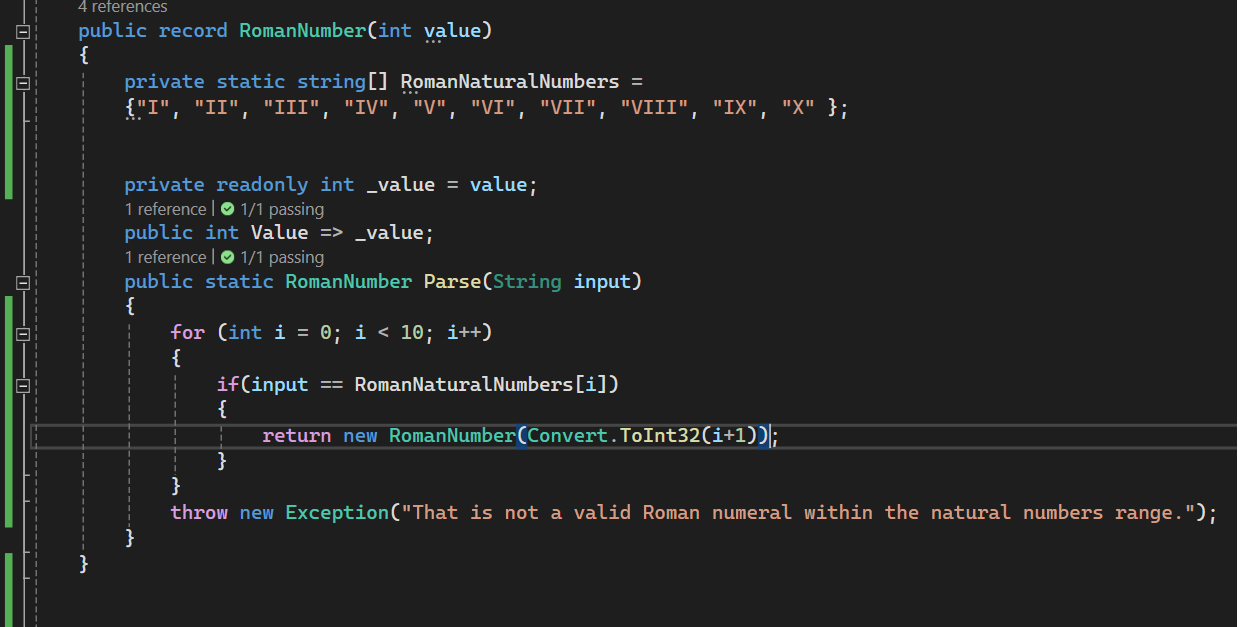 4 references
public record RomanNumber(int value)
{
private static string[] RomanNaturalNumbers =
{"I", "II", "III", "IV", "V", "VI", "VII", "VIII", "IX", "X" };
private readonly int _value = value;
1 reference | 1/1 passing
public int Value => _value;
1 reference | 1/1 passing
public static RomanNumber Parse(String input)
{
for (int i = 0; i < 10; i++)
{
if(input == RomanNaturalNumbers[i])
{
return new RomanNumber(Convert.ToInt32(i+1));
}
}
throw new Exception("That is not a valid Roman numeral within the natural numbers range.");
}
}